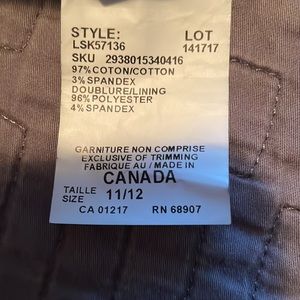 STYLE: LOT
LSK57136 141717
SKU 2938015340416
97% COTON/COTTON
3% SPANDEX
DOUBLURE/LINING
96% POLYESTER
4% SPANDEX
GARNITURE NON COMPRISE
EXCLUSIVE OF TRIMMING
FABRIQUE AU / MADE IN
CANADA
TAILLE 11/12
SIZE
CA 01217 RN 68907